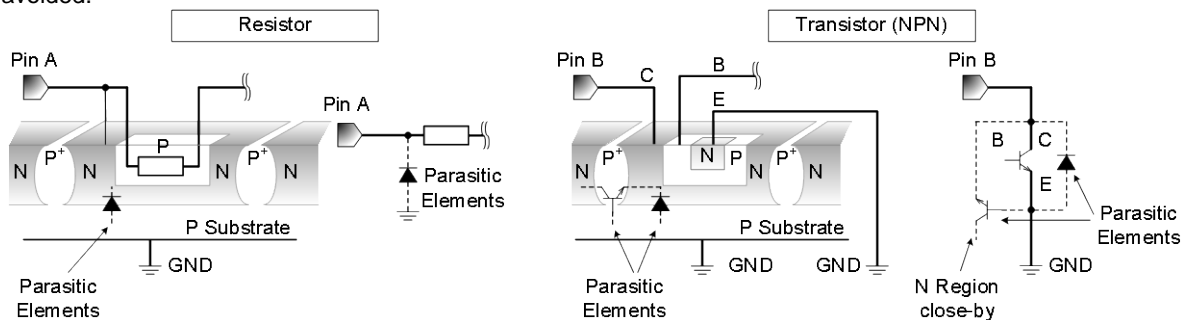 avoided.
Resistor
Pin A
N
P+
N
P
N
P+
N
P Substrate
GND
Parasitic
Elements
Pin A
Parasitic
Elements
Transistor (NPN)
Pin B
C
B
E
N
P+
N
N
P
N
P+
N
P Substrate
GND
GND
Parasitic
Elements
Pin B
B
C
E
Parasitic
Elements
GND
N Region
close-by